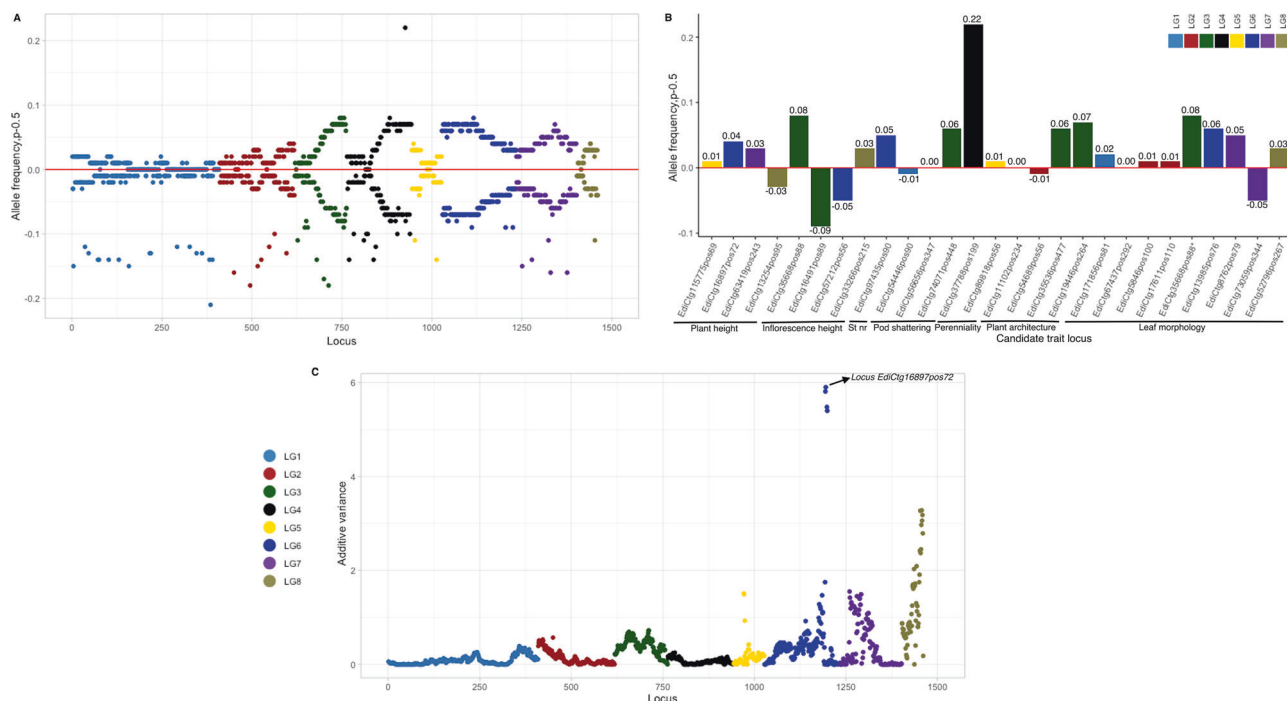 A
Allele frequency,p-0.5
0.2
0.1
0.0
-0.1
-0.2
0 250 500 750 1000 1250 1500
Locus
B
LG1 LG2 LG3 LG4 LG5 LG6 LG7 LG8
Allele frequency,p-0.5
0.2
0.1
0.0
-0.1
0.01 0.04 0.03 -0.03 0.08 -0.09 -0.05 0.03 0.05 -0.01 0.00 0.06 0.22 0.01 0.00 -0.01 0.06 0.07 0.02 0.00 0.01 0.01 0.08 0.06 0.05 -0.05 0.03
EdiCtg115775pos69
EdiCtg16897pos72
EdiCtg63419pos243
EdiCtg13254pos95
EdiCtg35668pos88
EdiCtg16491pos89
EdiCtg57212pos56
EdiCtg33266pos215
EdiCtg97435pos80
EdiCtg54446pos90
EdiCtg56656pos347
EdiCtg74071pos448
EdiCtg37788pos199
EdiCtg89818pos56
EdiCtg11102pos234
EdiCtg54689pos56
EdiCtg35536pos477
EdiCtg19446pos264
EdiCtg171856pos81
EdiCtg67437pos292
EdiCtg5846pos100
EdiCtg17611pos110
EdiCtg35668pos88*
EdiCtg13985pos76
EdiCtg8762pos79
EdiCtg73059pos344
EdiCtg52796pos267
Plant height Inflorescence height St nr Pod shattering Perenniality Plant architecture Leaf morphology
Candidate trait locus
C
LG1
LG2
LG3
LG4
LG5
LG6
LG7
LG8
Additive variance
6
4
2
0
Locus EdiCtg16897pos72
0 250 500 750 1000 1250 1500
Locus